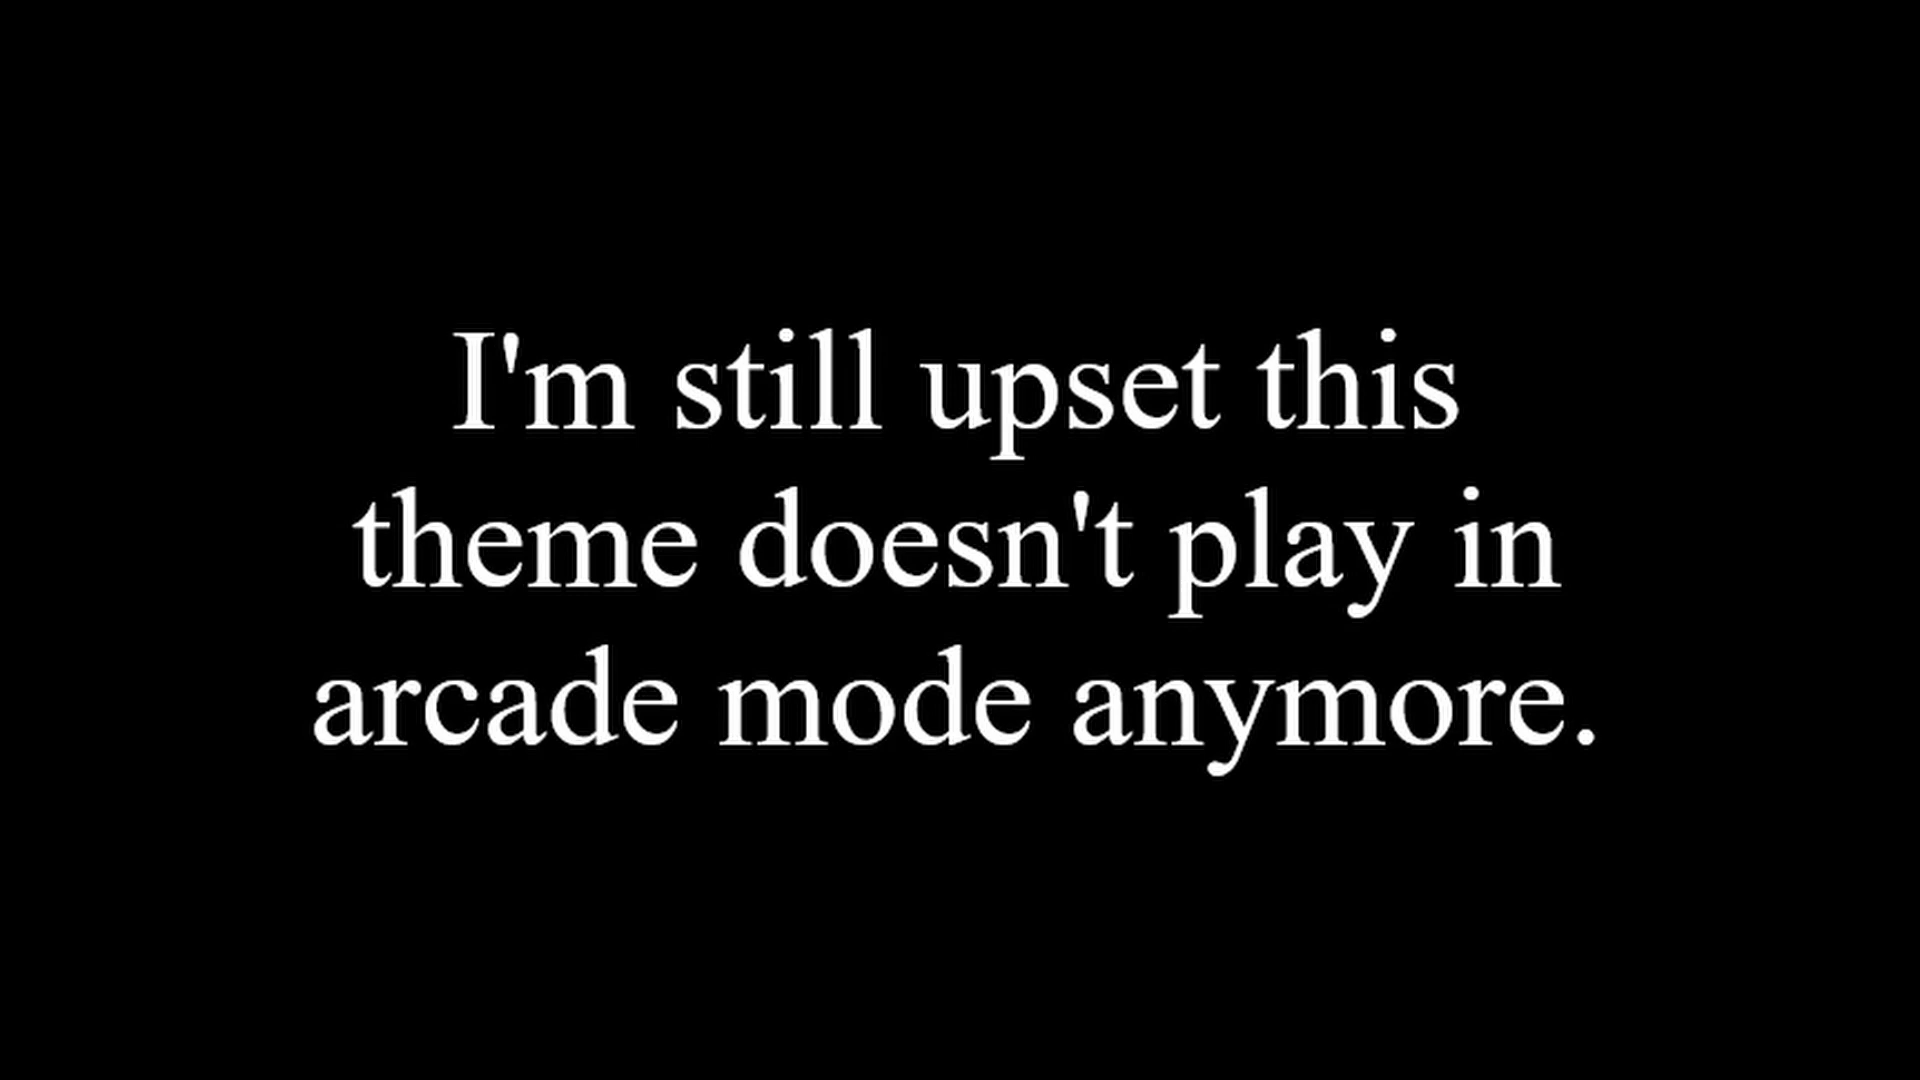 I'm still upset this
theme doesn't play in
arcade mode anymore.